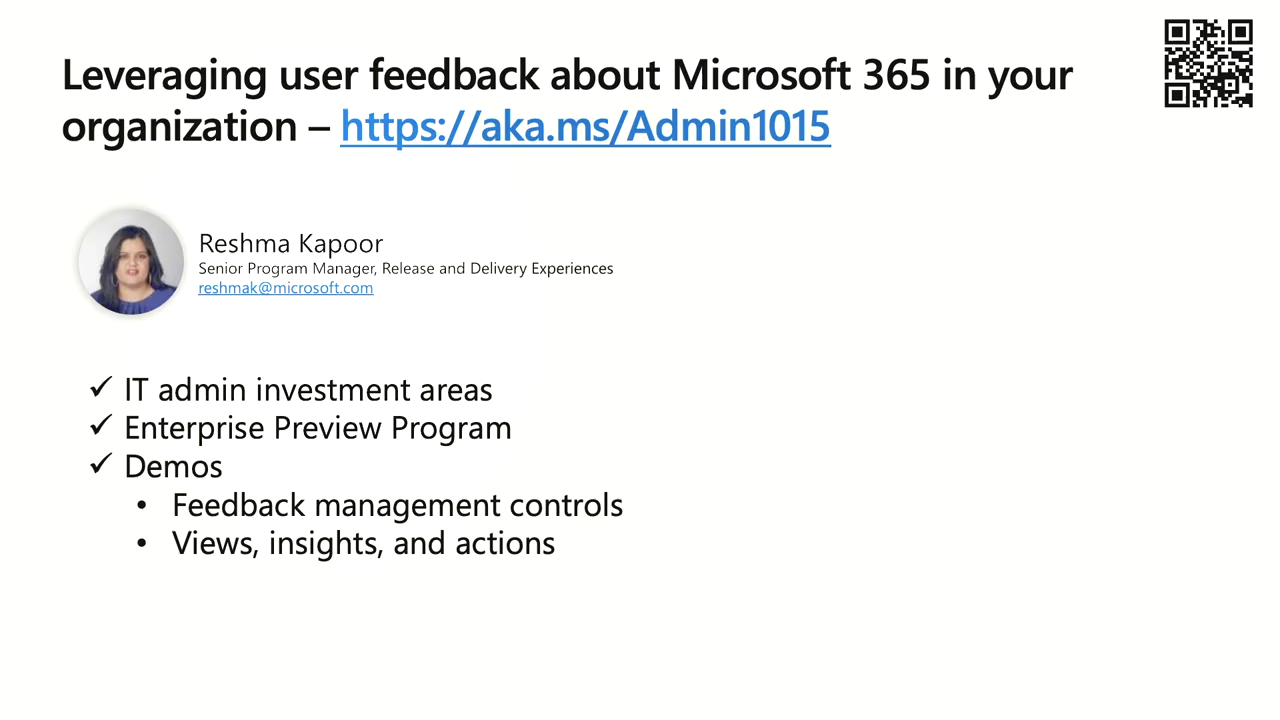 Leveraging user feedback about Microsoft 365 in your
organization – https://aka.ms/Admin1015
Reshma Kapoor
Senior Program Manager, Release and Delivery Experiences
reshmak@microsoft.com
✓ IT admin investment areas
✓ Enterprise Preview Program
✓ Demos
• Feedback management controls
• Views, insights, and actions